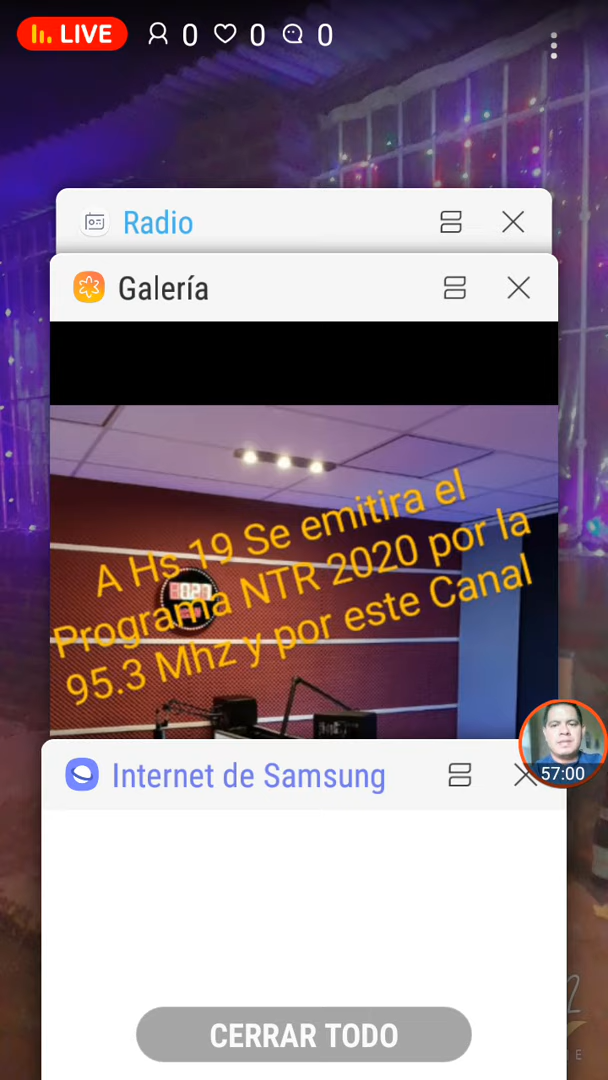 LIVE 0 0 0
Radio
Galería
A Hs 19 Se emitira el
Programa NTR 2020 por la
95.3 Mhz y por este Canal
57:00
Internet de Samsung
CERRAR TODO